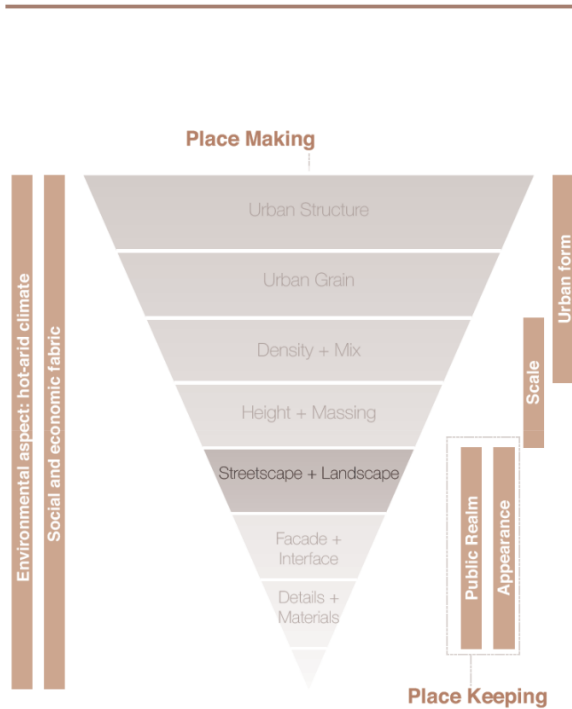 Place Making
Environmental aspect: hot-arid climate
Social and economic fabric
Urban Structure
Urban Grain
Density + Mix
Height + Massing
Streetscape + Landscape
Facade +
Interface
Details +
Materials
Urban form
Scale
Public Realm
Appearance
Place Keeping